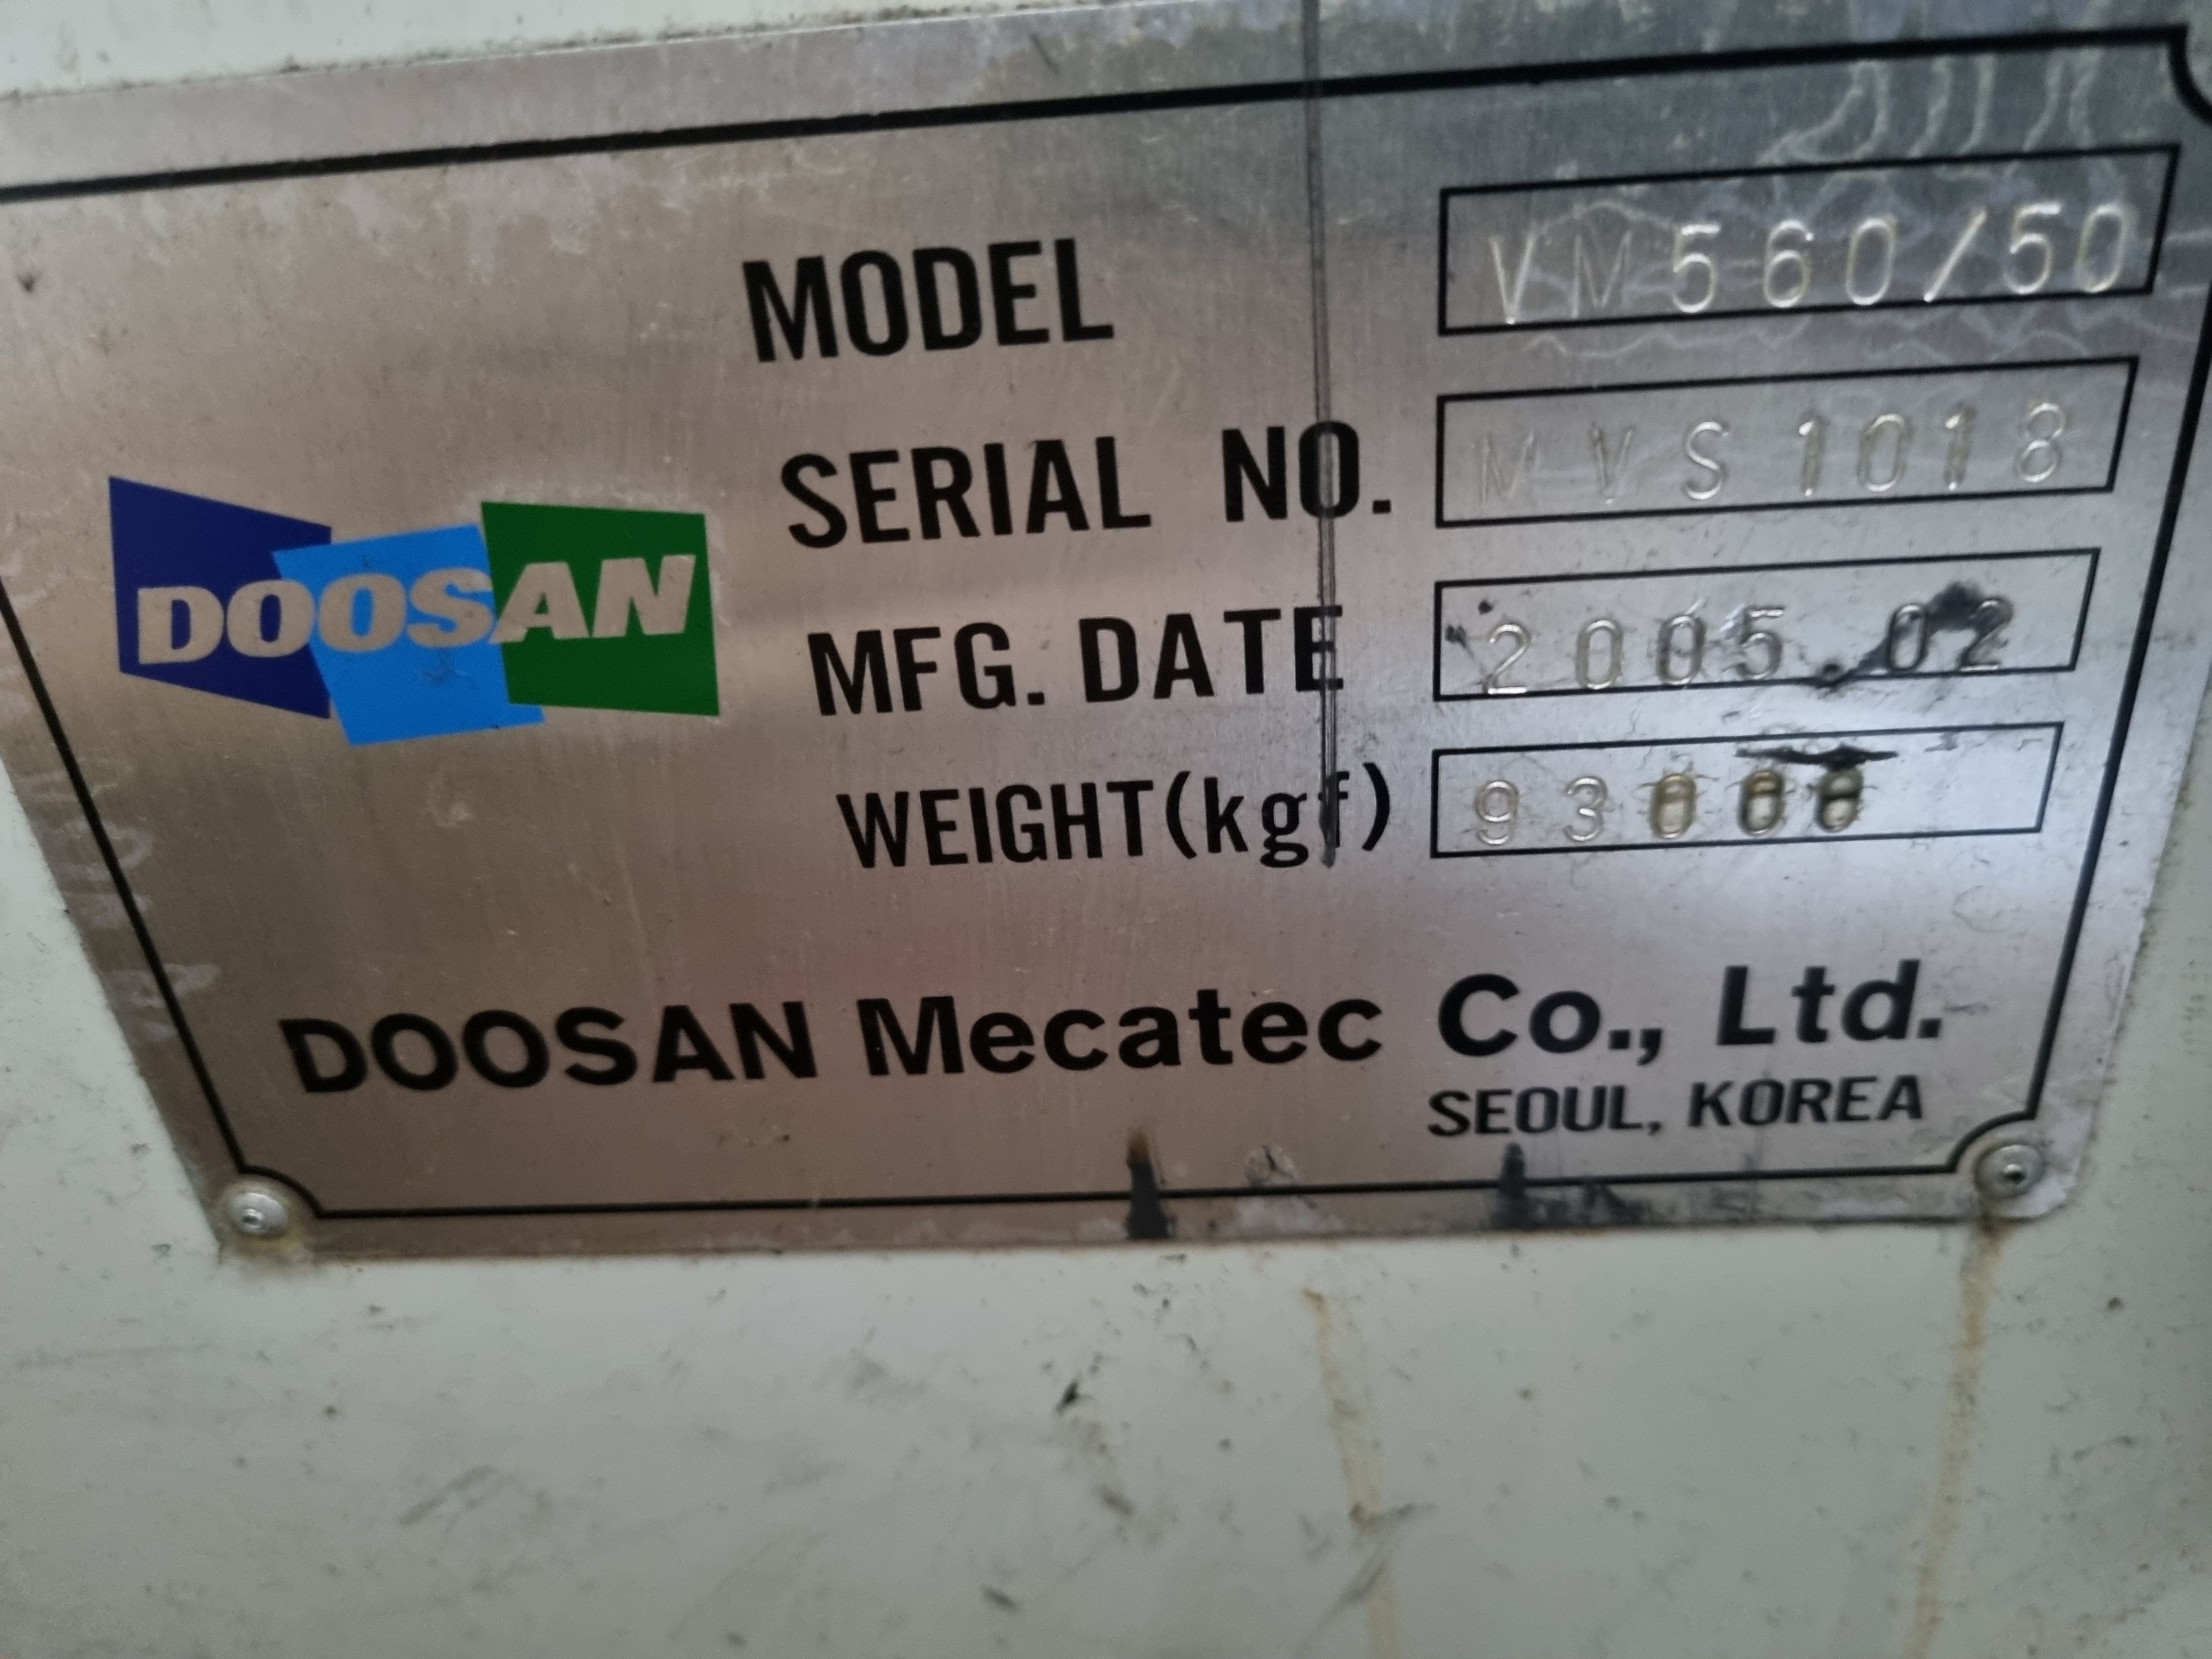 MODEL VM560/50
SERIAL NO. MVS1018
DOOSAN
MFG. DATE 2005.02
WEIGHT(kgf) 93000
DOOSAN Mecatec Co., Ltd.
SEOUL, KOREA